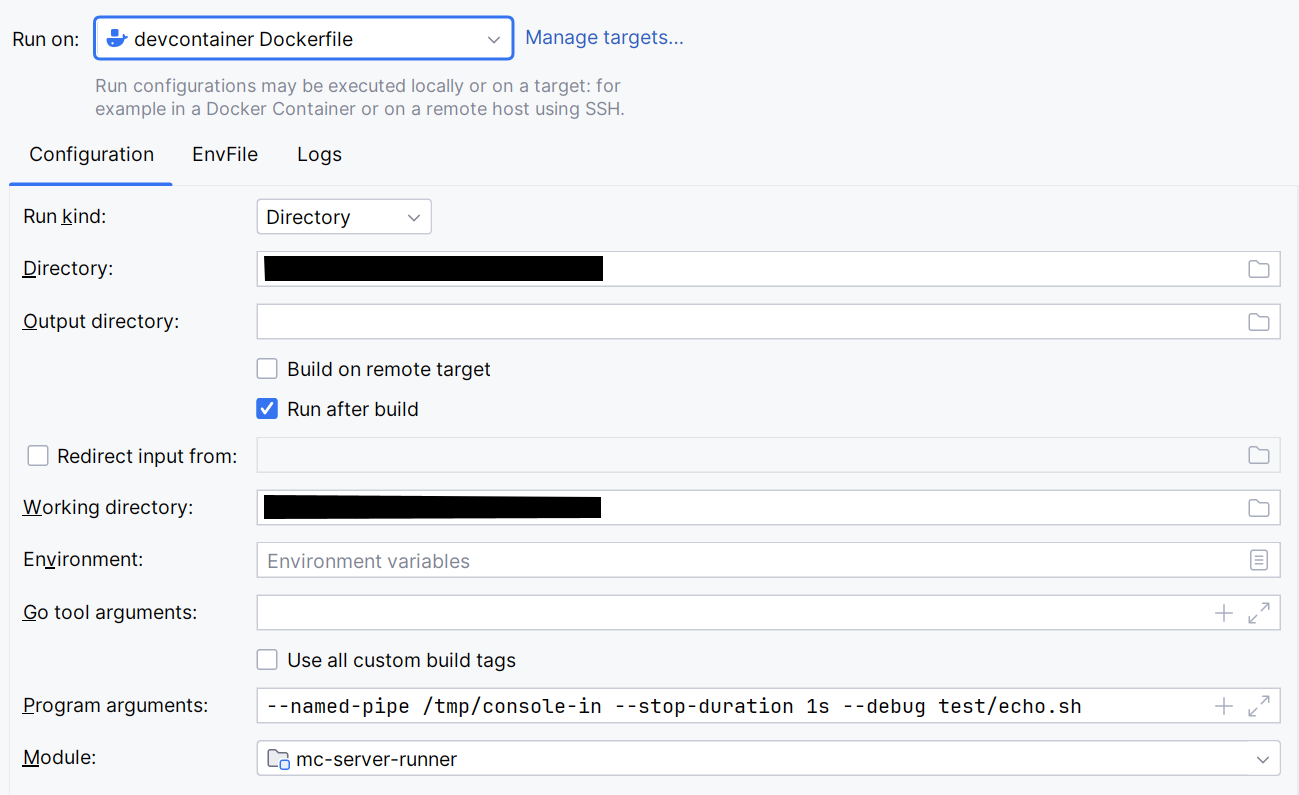 Run on: devcontainer Dockerfile Manage targets...
Run configurations may be executed locally or on a target: for
example in a Docker Container or on a remote host using SSH.
Configuration EnvFile Logs
Run kind: Directory
Directory:
Output directory:
Build on remote target
Run after build
Redirect input from:
Working directory:
Environment: Environment variables
Go tool arguments:
Use all custom build tags
Program arguments: --named-pipe /tmp/console-in --stop-duration 1s --debug test/echo.sh
Module: mc-server-runner